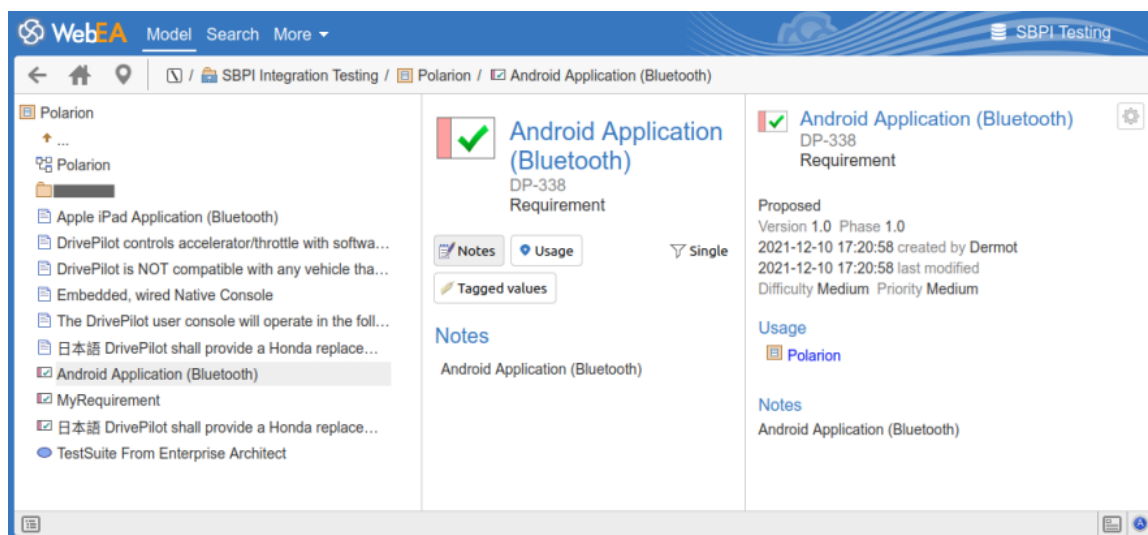 WebEA Model Search More SBPI Testing
/ SBPI Integration Testing / Polarion / Android Application (Bluetooth)
Polarion
...
Polarion
Apple iPad Application (Bluetooth)
DrivePilot controls accelerator/throttle with softwa...
DrivePilot is NOT compatible with any vehicle tha...
Embedded, wired Native Console
The DrivePilot user console will operate in the foll...
日本語 DrivePilot shall provide a Honda replace...
Android Application (Bluetooth)
MyRequirement
日本語 DrivePilot shall provide a Honda replace...
TestSuite From Enterprise Architect
Android Application
(Bluetooth)
DP-338
Requirement
Notes Usage Single
Tagged values
Notes
Android Application (Bluetooth)
Android Application (Bluetooth)
DP-338
Requirement
Proposed
Version 1.0 Phase 1.0
2021-12-10 17:20:58 created by Dermot
2021-12-10 17:20:58 last modified
Difficulty Medium Priority Medium
Usage
Polarion
Notes
Android Application (Bluetooth)